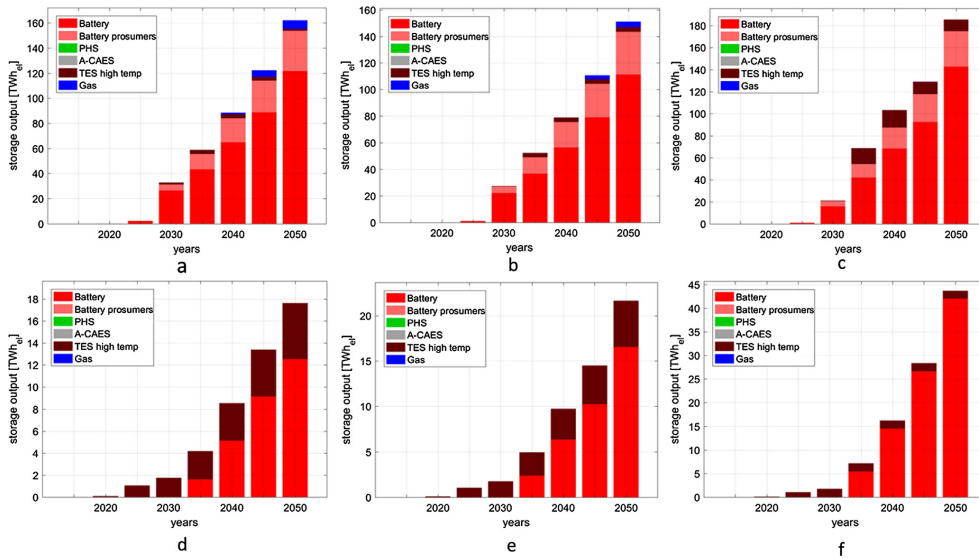 160
140
120
100
80
60
40
20
0
storage output [TWh_el]
Battery
Battery prosumers
PHS
A-CAES
TES high temp
Gas
2020 2030 2040 2050
years
a
160
140
120
100
80
60
40
20
0
storage output [TWh_el]
Battery
Battery prosumers
PHS
A-CAES
TES high temp
Gas
2020 2030 2040 2050
years
b
180
160
140
120
100
80
60
40
20
0
storage output [TWh_el]
Battery
Battery prosumers
PHS
A-CAES
TES high temp
Gas
2020 2030 2040 2050
years
c
18
16
14
12
10
8
6
4
2
0
storage output [TWh_el]
Battery
Battery prosumers
PHS
A-CAES
TES high temp
Gas
2020 2030 2040 2050
years
d
20
15
10
5
0
storage output [TWh_el]
Battery
Battery prosumers
PHS
A-CAES
TES high temp
Gas
2020 2030 2040 2050
years
e
45
40
35
30
25
20
15
10
5
0
storage output [TWh_el]
Battery
Battery prosumers
PHS
A-CAES
TES high temp
Gas
2020 2030 2040 2050
years
f